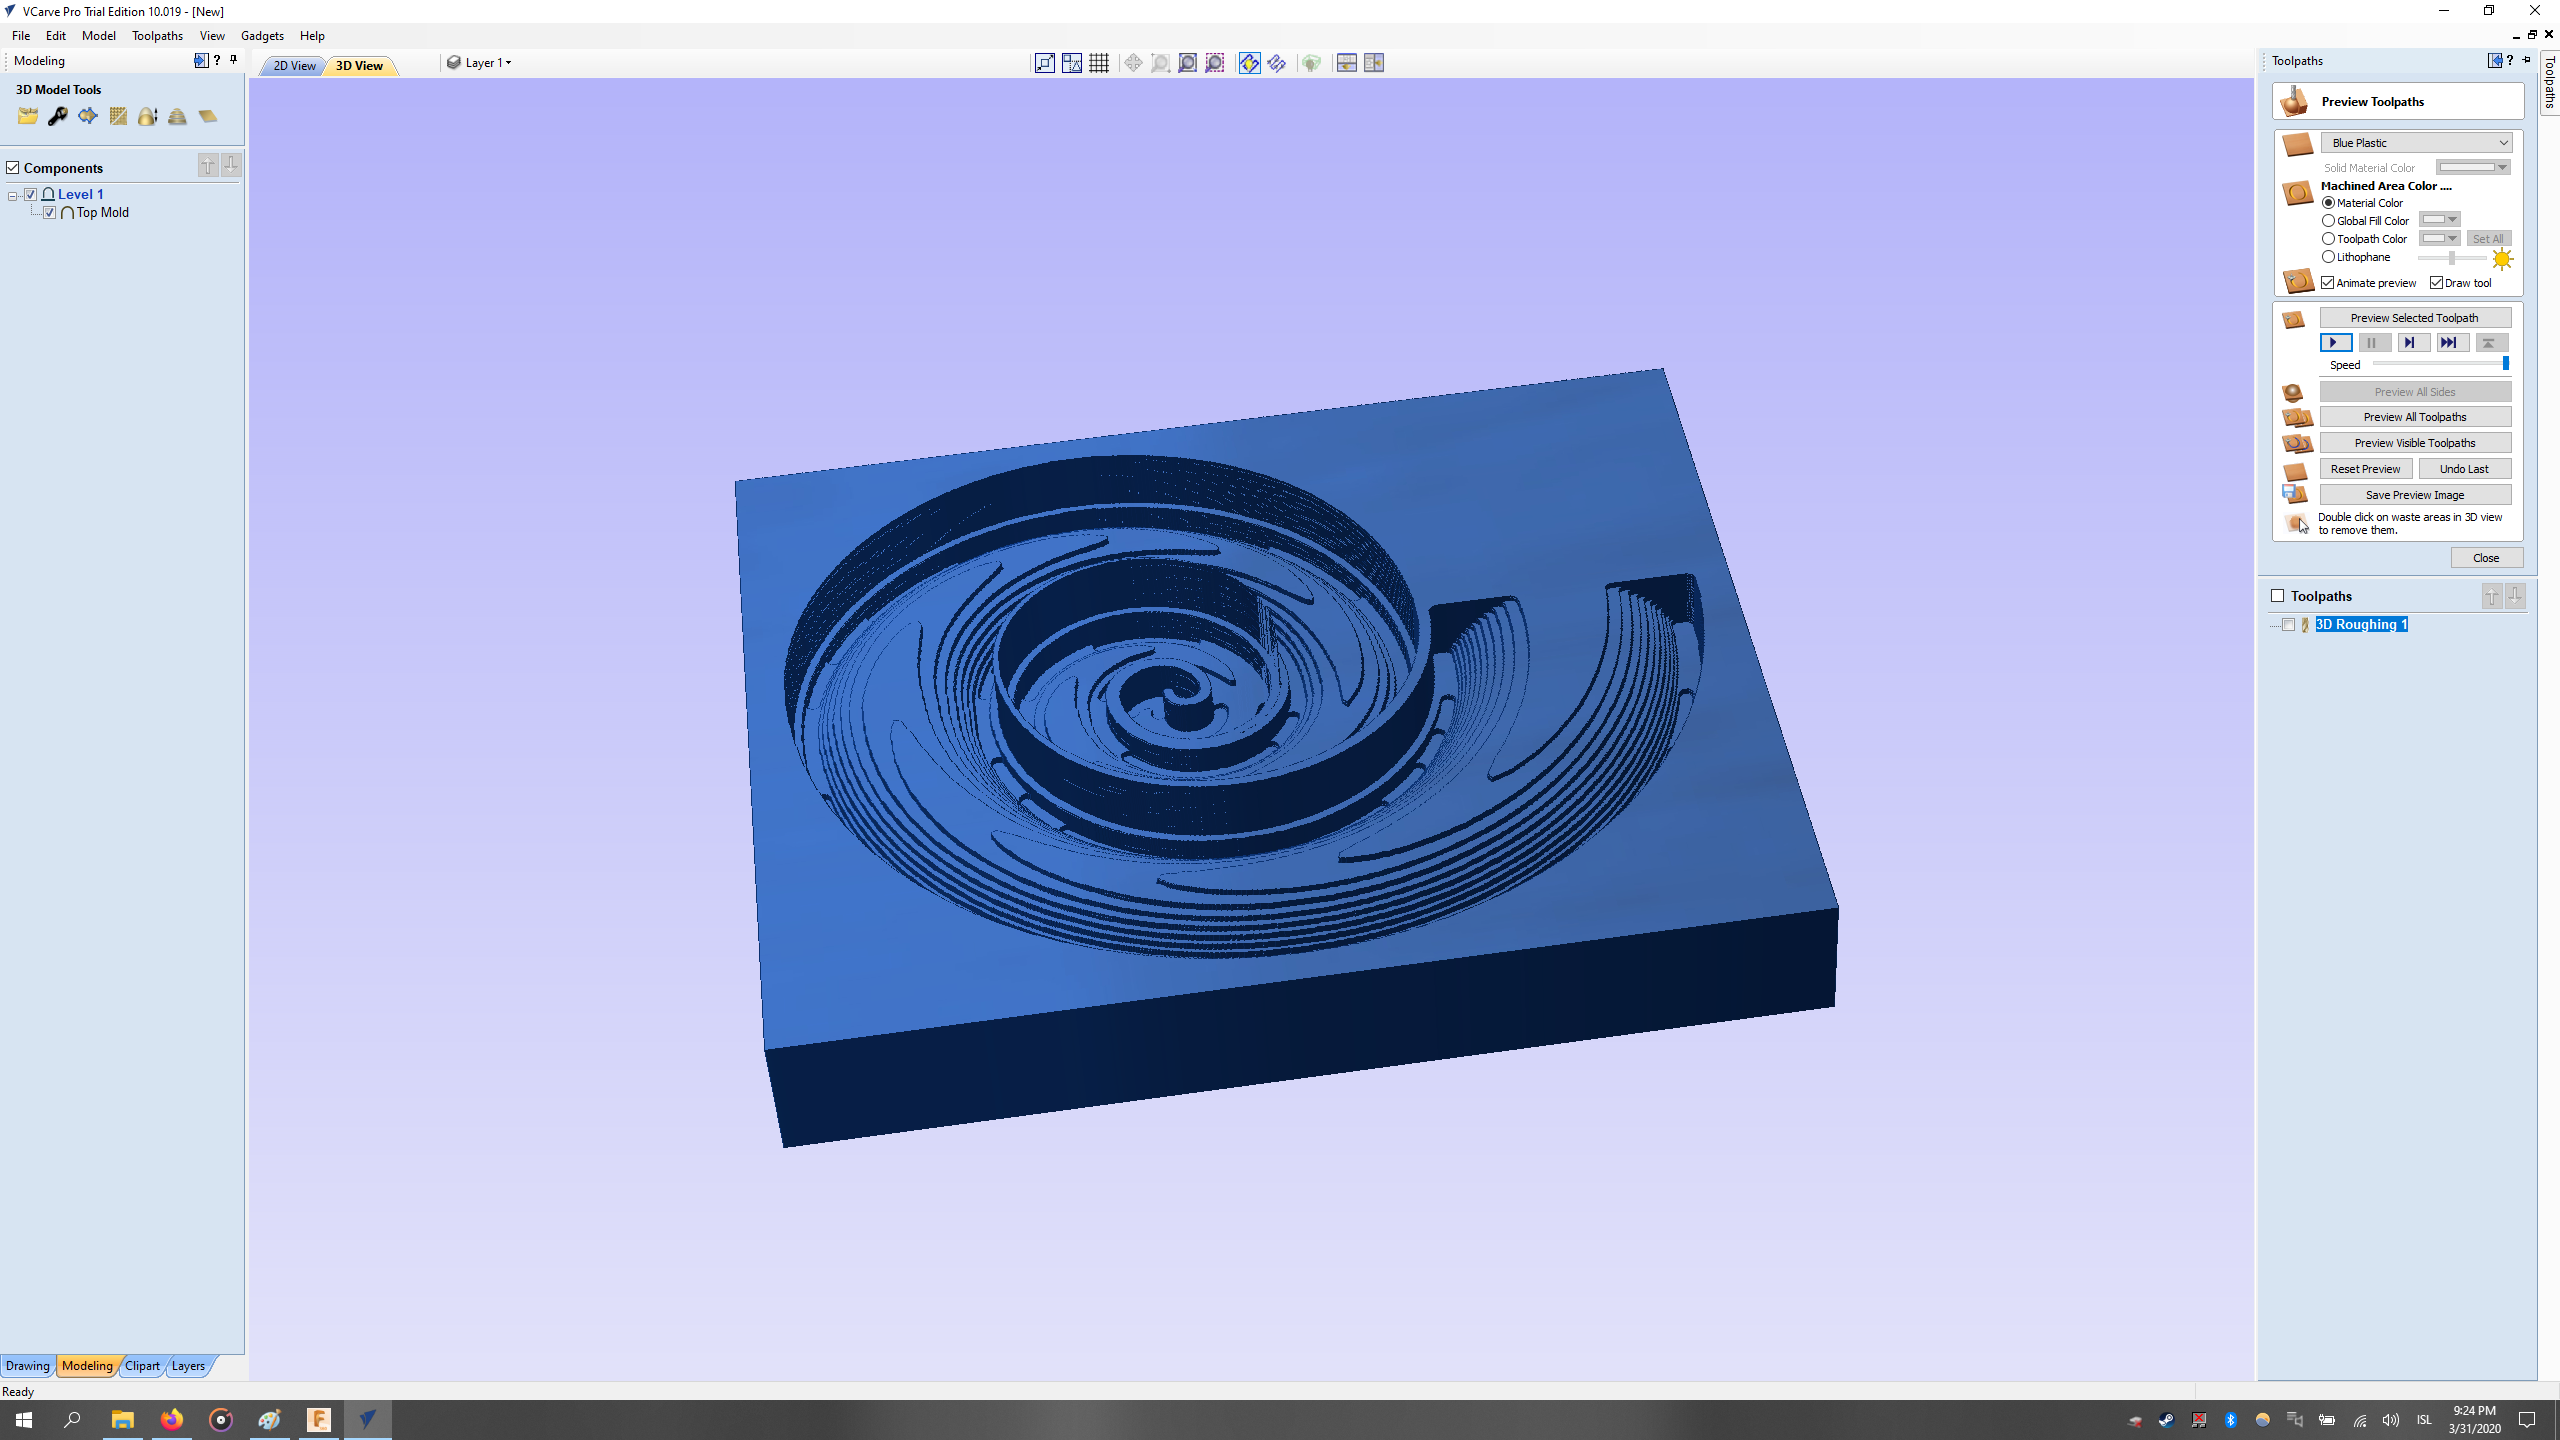 VCarve Pro Trial Edition 10.019 - [New]
File Edit Model Toolpaths View Gadgets Help
Modeling
3D Model Tools
Components
Level 1
Top Mold
2D View 3D View Layer 1
Toolpaths
Toolpaths
Preview Toolpaths
Blue Plastic
Solid Material Color
Machined Area Color ....
Material Color
Global Fill Color
Toolpath Color Set All
Lithophane
Animate preview Draw tool
Preview Selected Toolpath
Speed
Preview All Sides
Preview All Toolpaths
Preview Visible Toolpaths
Reset Preview Undo Last
Save Preview Image
Double click on waste areas in 3D view
to remove them.
Close
Toolpaths
3D Roughing 1
Drawing Modeling Clipart Layers
Ready
ISL
9:24 PM
3/31/2020